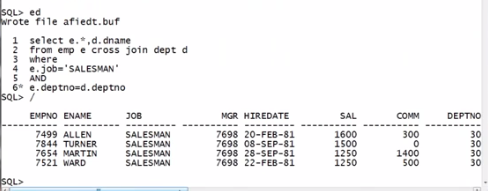 SQL> ed
Wrote file afiedt.buf
1 select e.*,d.dname
2 from emp e cross join dept d
3 where
4 e.job='SALESMAN'
5 AND
6* e.deptno=d.deptno
SQL> /
EMPNO ENAME JOB MGR HIREDATE SAL COMM DEPTNO
---------- ---------- --------- ---------- --------- ---------- ---------- ----------
7499 ALLEN SALESMAN 7698 20-FEB-81 1600 300 30
7844 TURNER SALESMAN 7698 08-SEP-81 1500 0 30
7654 MARTIN SALESMAN 7698 28-SEP-81 1250 1400 30
7521 WARD SALESMAN 7698 22-FEB-81 1250 500 30
SQL>